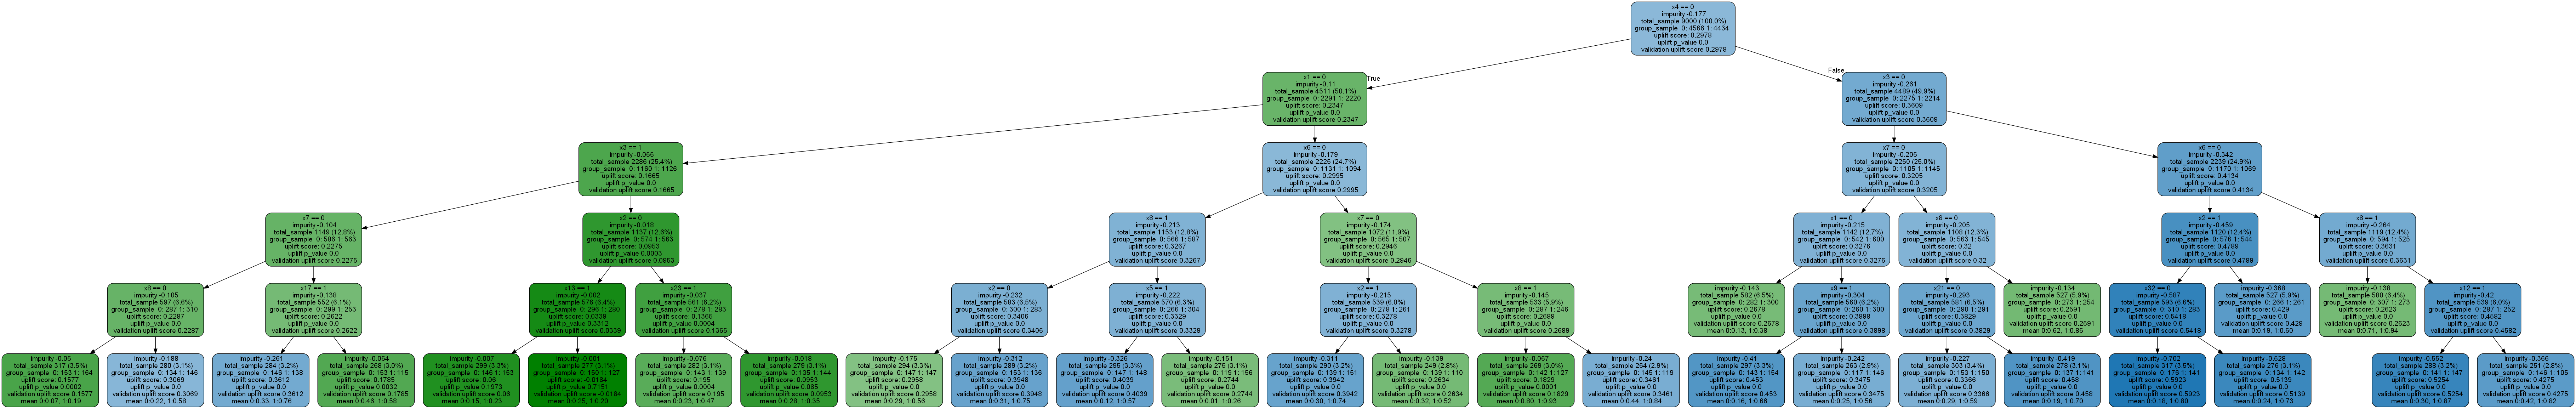 x4 == 0
impurity -0.177
total_sample 9000 (100.0%)
group_sample 0: 4566 1: 4434
uplift score: 0.2978
uplift p_value 0.0
validation uplift score 0.2978
True
False
x1 == 0
impurity -0.11
total_sample 4511 (50.1%)
group_sample 0: 2291 1: 2220
uplift score: 0.2347
uplift p_value 0.0
validation uplift score 0.2347
x3 == 0
impurity -0.261
total_sample 4489 (49.9%)
group_sample 0: 2275 1: 2214
uplift score: 0.3609
uplift p_value 0.0
validation uplift score 0.3609
x3 == 1
impurity -0.055
total_sample 2286 (25.4%)
group_sample 0: 1160 1: 1126
uplift score: 0.1665
uplift p_value 0.0
validation uplift score 0.1665
x6 == 0
impurity -0.179
total_sample 2225 (24.7%)
group_sample 0: 1131 1: 1094
uplift score: 0.2995
uplift p_value 0.0
validation uplift score 0.2995
x7 == 0
impurity -0.205
total_sample 2250 (25.0%)
group_sample 0: 1105 1: 1145
uplift score: 0.3205
uplift p_value 0.0
validation uplift score 0.3205
x6 == 0
impurity -0.342
total_sample 2239 (24.9%)
group_sample 0: 1170 1: 1069
uplift score: 0.4134
uplift p_value 0.0
validation uplift score 0.4134
x7 == 0
impurity -0.104
total_sample 1149 (12.8%)
group_sample 0: 586 1: 563
uplift score: 0.2275
uplift p_value 0.0
validation uplift score 0.2275
x2 == 0
impurity -0.018
total_sample 1137 (12.6%)
group_sample 0: 574 1: 563
uplift score: 0.0953
uplift p_value 0.0003
validation uplift score 0.0953
x8 == 1
impurity -0.213
total_sample 1153 (12.8%)
group_sample 0: 566 1: 587
uplift score: 0.3267
uplift p_value 0.0
validation uplift score 0.3267
x7 == 0
impurity -0.174
total_sample 1072 (11.9%)
group_sample 0: 565 1: 507
uplift score: 0.2946
uplift p_value 0.0
validation uplift score 0.2946
x1 == 0
impurity -0.215
total_sample 1142 (12.7%)
group_sample 0: 542 1: 600
uplift score: 0.3276
uplift p_value 0.0
validation uplift score 0.3276
x8 == 0
impurity -0.205
total_sample 1108 (12.3%)
group_sample 0: 563 1: 545
uplift score: 0.32
uplift p_value 0.0
validation uplift score 0.32
x2 == 1
impurity -0.459
total_sample 1120 (12.4%)
group_sample 0: 576 1: 544
uplift score: 0.4789
uplift p_value 0.0
validation uplift score 0.4789
x8 == 1
impurity -0.264
total_sample 1119 (12.4%)
group_sample 0: 594 1: 525
uplift score: 0.3631
uplift p_value 0.0
validation uplift score 0.3631
x8 == 0
impurity -0.105
total_sample 597 (6.6%)
group_sample 0: 287 1: 310
uplift score: 0.2287
uplift p_value 0.0
validation uplift score 0.2287
x17 == 1
impurity -0.138
total_sample 552 (6.1%)
group_sample 0: 299 1: 253
uplift score: 0.2622
uplift p_value 0.0
validation uplift score 0.2622
x13 == 1
impurity -0.002
total_sample 576 (6.4%)
group_sample 0: 296 1: 280
uplift score: 0.0339
uplift p_value 0.3312
validation uplift score 0.0339
x23 == 1
impurity -0.037
total_sample 561 (6.2%)
group_sample 0: 278 1: 283
uplift score: 0.1365
uplift p_value 0.0004
validation uplift score 0.1365
x2 == 0
impurity -0.232
total_sample 583 (6.5%)
group_sample 0: 300 1: 283
uplift score: 0.3406
uplift p_value 0.0
validation uplift score 0.3406
x5 == 1
impurity -0.222
total_sample 570 (6.3%)
group_sample 0: 266 1: 304
uplift score: 0.3329
uplift p_value 0.0
validation uplift score 0.3329
x2 == 1
impurity -0.215
total_sample 539 (6.0%)
group_sample 0: 278 1: 261
uplift score: 0.3278
uplift p_value 0.0
validation uplift score 0.3278
x8 == 1
impurity -0.145
total_sample 533 (5.9%)
group_sample 0: 287 1: 246
uplift score: 0.2689
uplift p_value 0.0
validation uplift score 0.2689
impurity -0.143
total_sample 582 (6.5%)
group_sample 0: 282 1: 300
uplift score: 0.2678
uplift p_value 0.0
validation uplift score 0.2678
mean 0:0.13, 1:0.38
x9 == 1
impurity -0.304
total_sample 560 (6.2%)
group_sample 0: 260 1: 300
uplift score: 0.3898
uplift p_value 0.0
validation uplift score 0.3898
x21 == 0
impurity -0.293
total_sample 581 (6.5%)
group_sample 0: 290 1: 291
uplift score: 0.3829
uplift p_value 0.0
validation uplift score 0.3829
impurity -0.134
total_sample 527 (5.9%)
group_sample 0: 273 1: 254
uplift score: 0.2591
uplift p_value 0.0
validation uplift score 0.2591
mean 0:0.62, 1:0.86
x32 == 0
impurity -0.587
total_sample 593 (6.6%)
group_sample 0: 310 1: 283
uplift score: 0.5418
uplift p_value 0.0
validation uplift score 0.5418
impurity -0.368
total_sample 527 (5.9%)
group_sample 0: 266 1: 261
uplift score: 0.429
uplift p_value 0.0
validation uplift score 0.429
mean 0:0.19, 1:0.60
impurity -0.138
total_sample 580 (6.4%)
group_sample 0: 307 1: 273
uplift score: 0.2623
uplift p_value 0.0
validation uplift score 0.2623
mean 0:0.71, 1:0.94
x12 == 1
impurity -0.42
total_sample 539 (6.0%)
group_sample 0: 287 1: 252
uplift score: 0.4582
uplift p_value 0.0
validation uplift score 0.4582
impurity -0.05
total_sample 317 (3.5%)
group_sample 0: 153 1: 164
uplift score: 0.1577
uplift p_value 0.0002
validation uplift score 0.1577
mean 0:0.07, 1:0.19
impurity -0.188
total_sample 280 (3.1%)
group_sample 0: 134 1: 146
uplift score: 0.3069
uplift p_value 0.0
validation uplift score 0.3069
mean 0:0.22, 1:0.58
impurity -0.261
total_sample 284 (3.2%)
group_sample 0: 146 1: 138
uplift score: 0.3612
uplift p_value 0.0
validation uplift score 0.3612
mean 0:0.33, 1:0.76
impurity -0.064
total_sample 268 (3.0%)
group_sample 0: 153 1: 115
uplift score: 0.1785
uplift p_value 0.0032
validation uplift score 0.1785
mean 0:0.46, 1:0.58
impurity -0.007
total_sample 299 (3.3%)
group_sample 0: 146 1: 153
uplift score: 0.06
uplift p_value 0.1973
validation uplift score 0.06
mean 0:0.15, 1:0.23
impurity -0.001
total_sample 277 (3.1%)
group_sample 0: 150 1: 127
uplift score: -0.0184
uplift p_value 0.7151
validation uplift score -0.0184
mean 0:0.25, 1:0.20
impurity -0.076
total_sample 282 (3.1%)
group_sample 0: 143 1: 139
uplift score: 0.195
uplift p_value 0.0004
validation uplift score 0.195
mean 0:0.23, 1:0.47
impurity -0.018
total_sample 279 (3.1%)
group_sample 0: 135 1: 144
uplift score: 0.0953
uplift p_value 0.085
validation uplift score 0.0953
mean 0:0.28, 1:0.35
impurity -0.175
total_sample 294 (3.3%)
group_sample 0: 147 1: 147
uplift score: 0.2958
uplift p_value 0.0
validation uplift score 0.2958
mean 0:0.29, 1:0.56
impurity -0.312
total_sample 289 (3.2%)
group_sample 0: 153 1: 136
uplift score: 0.3948
uplift p_value 0.0
validation uplift score 0.3948
mean 0:0.31, 1:0.75
impurity -0.326
total_sample 295 (3.3%)
group_sample 0: 147 1: 148
uplift score: 0.4039
uplift p_value 0.0
validation uplift score 0.4039
mean 0:0.12, 1:0.57
impurity -0.151
total_sample 275 (3.1%)
group_sample 0: 119 1: 156
uplift score: 0.2744
uplift p_value 0.0
validation uplift score 0.2744
mean 0:0.01, 1:0.26
impurity -0.311
total_sample 290 (3.2%)
group_sample 0: 139 1: 151
uplift score: 0.3942
uplift p_value 0.0
validation uplift score 0.3942
mean 0:0.30, 1:0.74
impurity -0.139
total_sample 249 (2.8%)
group_sample 0: 139 1: 110
uplift score: 0.2634
uplift p_value 0.0
validation uplift score 0.2634
mean 0:0.32, 1:0.52
impurity -0.067
total_sample 269 (3.0%)
group_sample 0: 142 1: 127
uplift score: 0.1829
uplift p_value 0.0001
validation uplift score 0.1829
mean 0:0.80, 1:0.93
impurity -0.24
total_sample 264 (2.9%)
group_sample 0: 145 1: 119
uplift score: 0.3461
uplift p_value 0.0
validation uplift score 0.3461
mean 0:0.44, 1:0.84
impurity -0.41
total_sample 297 (3.3%)
group_sample 0: 143 1: 154
uplift score: 0.453
uplift p_value 0.0
validation uplift score 0.453
mean 0:0.16, 1:0.66
impurity -0.242
total_sample 263 (2.9%)
group_sample 0: 117 1: 146
uplift score: 0.3475
uplift p_value 0.0
validation uplift score 0.3475
mean 0:0.25, 1:0.56
impurity -0.227
total_sample 303 (3.4%)
group_sample 0: 153 1: 150
uplift score: 0.3366
uplift p_value 0.0
validation uplift score 0.3366
mean 0:0.29, 1:0.59
impurity -0.419
total_sample 278 (3.1%)
group_sample 0: 137 1: 141
uplift score: 0.458
uplift p_value 0.0
validation uplift score 0.458
mean 0:0.19, 1:0.70
impurity -0.702
total_sample 317 (3.5%)
group_sample 0: 176 1: 141
uplift score: 0.5923
uplift p_value 0.0
validation uplift score 0.5923
mean 0:0.18, 1:0.80
impurity -0.528
total_sample 276 (3.1%)
group_sample 0: 134 1: 142
uplift score: 0.5139
uplift p_value 0.0
validation uplift score 0.5139
mean 0:0.24, 1:0.73
impurity -0.552
total_sample 288 (3.2%)
group_sample 0: 141 1: 147
uplift score: 0.5254
uplift p_value 0.0
validation uplift score 0.5254
mean 0:0.30, 1:0.87
impurity -0.366
total_sample 251 (2.8%)
group_sample 0: 146 1: 105
uplift score: 0.4275
uplift p_value 0.0
validation uplift score 0.4275
mean 0:0.42, 1:0.82